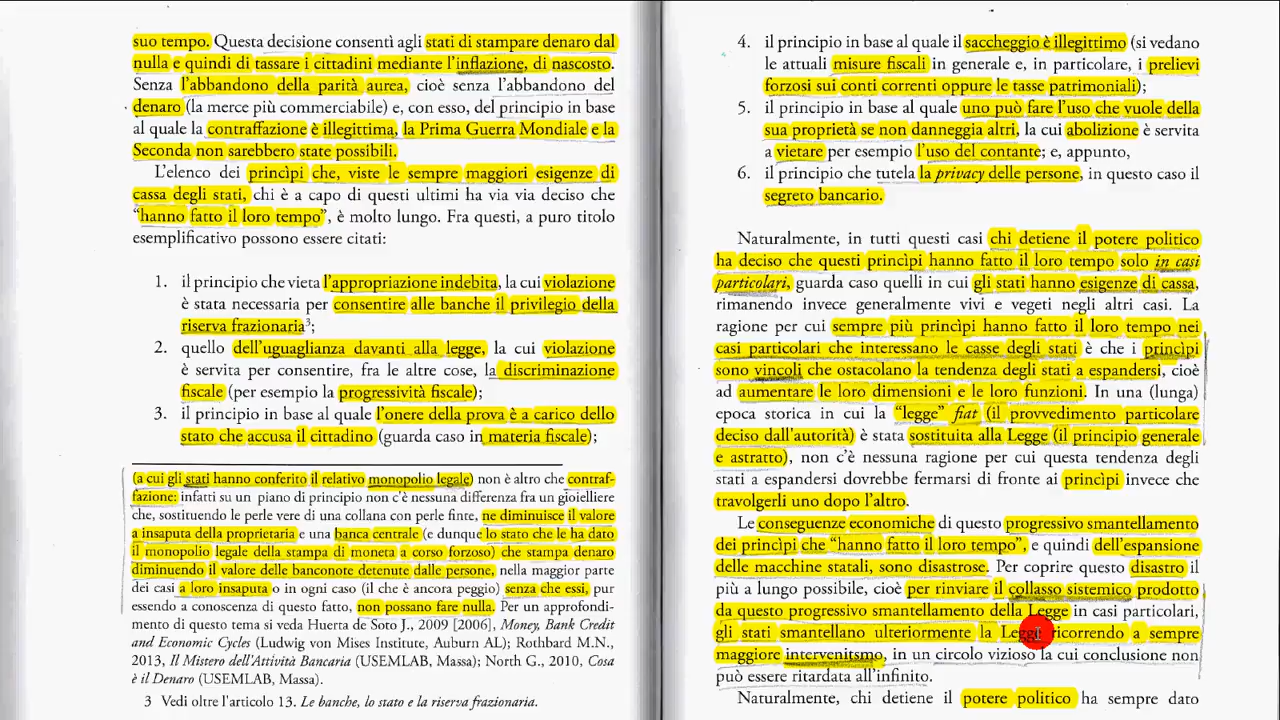 suo tempo. Questa decisione consentì agli stati di stampare denaro dal
nulla e quindi di tassare i cittadini mediante l'inflazione, di nascosto.
Senza l'abbandono della parità aurea, cioè senza l'abbandono del
denaro (la merce più commerciabile) e, con esso, del principio in base
al quale la contraffazione è illegittima, la Prima Guerra Mondiale e la
Seconda non sarebbero state possibili.
L'elenco dei princìpi che, viste le sempre maggiori esigenze di
cassa degli stati, chi è a capo di questi ultimi ha via via deciso che
"hanno fatto il loro tempo", è molto lungo. Fra questi, a puro titolo
esemplificativo possono essere citati:
1. il principio che vieta l'appropriazione indebita, la cui violazione
è stata necessaria per consentire alle banche il privilegio della
riserva frazionaria3;
2. quello dell'uguaglianza davanti alla legge, la cui violazione
è servita per consentire, fra le altre cose, la discriminazione
fiscale (per esempio la progressività fiscale);
3. il principio in base al quale l'onere della prova è a carico dello
stato che accusa il cittadino (guarda caso in materia fiscale);
(a cui gli stati hanno conferito il relativo monopolio legale) non è altro che contraf-
fazione: infatti su un piano di principio non c'è nessuna differenza fra un gioielliere
che, sostituendo le perle vere di una collana con perle finte, ne diminuisce il valore
a insaputa della proprietaria e una banca centrale (e dunque lo stato che le ha dato
il monopolio legale della stampa di moneta a corso forzoso) che stampa denaro
diminuendo il valore delle banconote detenute dalle persone, nella maggior parte
dei casi a loro insaputa o in ogni caso (il che è ancora peggio) senza che essi, pur
essendo a conoscenza di questo fatto, non possano fare nulla. Per un approfondi-
mento di questo tema si veda Huerta de Soto J., 2009 [2006], Money, Bank Credit
and Economic Cycles (Ludwig von Mises Institute, Auburn AL); Rothbard M.N.,
2013, Il Mistero dell'Attività Bancaria (USEMLAB, Massa); North G., 2010, Cosa
è il Denaro (USEMLAB, Massa).
3 Vedi oltre l'articolo 13. Le banche, lo stato e la riserva frazionaria.
4. il principio in base al quale il saccheggio è illegittimo (si vedano
le attuali misure fiscali in generale e, in particolare, i prelievi
forzosi sui conti correnti oppure le tasse patrimoniali);
5. il principio in base al quale uno può fare l'uso che vuole della
sua proprietà se non danneggia altri, la cui abolizione è servita
a vietare per esempio l'uso del contante; e, appunto,
6. il principio che tutela la privacy delle persone, in questo caso il
segreto bancario.
Naturalmente, in tutti questi casi chi detiene il potere politico
ha deciso che questi princìpi hanno fatto il loro tempo solo in casi
particolari, guarda caso quelli in cui gli stati hanno esigenze di cassa,
rimanendo invece generalmente vivi e vegeti negli altri casi. La
ragione per cui sempre più princìpi hanno fatto il loro tempo nei
casi particolari che interessano le casse degli stati è che i princìpi
sono vincoli che ostacolano la tendenza degli stati a espandersi, cioè
ad aumentare le loro dimensioni e le loro funzioni. In una (lunga)
epoca storica in cui la "legge" fiat (il provvedimento particolare
deciso dall'autorità) è stata sostituita alla Legge (il principio generale
e astratto), non c'è nessuna ragione per cui questa tendenza degli
stati a espandersi dovrebbe fermarsi di fronte ai princìpi invece che
travolgerli uno dopo l'altro.
Le conseguenze economiche di questo progressivo smantellamento
dei princìpi che "hanno fatto il loro tempo", e quindi dell'espansione
delle macchine statali, sono disastrose. Per coprire questo disastro il
più a lungo possibile, cioè per rinviare il collasso sistemico prodotto
da questo progressivo smantellamento della Legge in casi particolari,
gli stati smantellano ulteriormente la Legge ricorrendo a sempre
maggiore intervenitsmo, in un circolo vizioso la cui conclusione non
può essere ritardata all'infinito.
Naturalmente, chi detiene il potere politico ha sempre dato